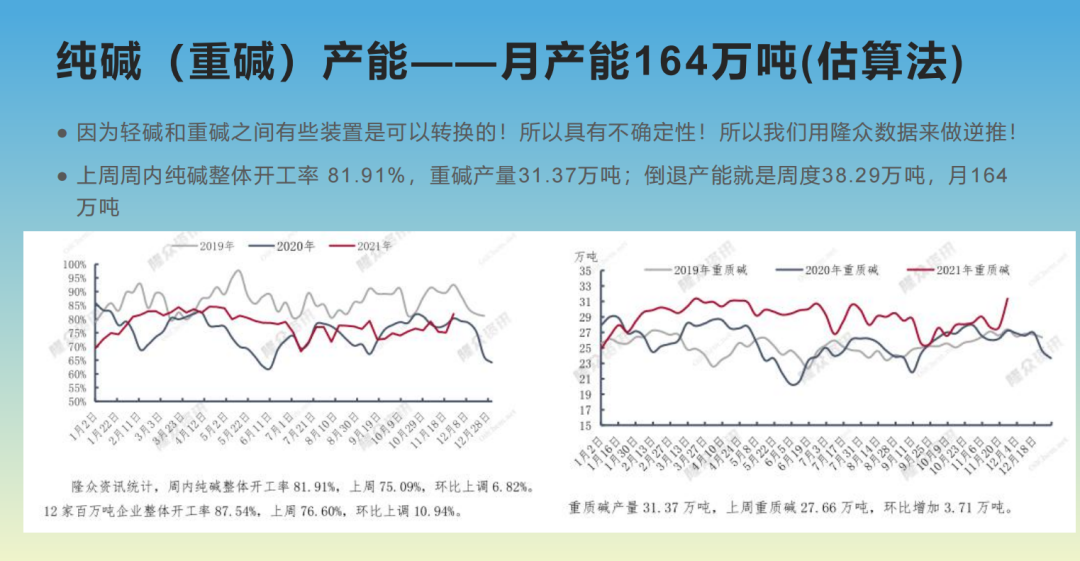 纯碱（重碱）产能——月产能164万吨(估算法)
● 因为轻碱和重碱之间有些装置是可以转换的！所以具有不确定性！所以我们用隆众数据来做逆推！
● 上周周内纯碱整体开工率 81.91%，重碱产量31.37万吨；倒退产能就是周度38.29万吨，月164
万吨
2019年 2020年 2021年
100%
95%
90%
85%
80%
75%
70%
65%
60%
55%
50%
1月2日 1月22日 2月11日 3月3日 3月23日 4月12日 5月2日 5月22日 6月11日 7月1日 7月21日 8月10日 8月30日 9月19日 10月9日 10月29日 11月18日 12月8日 12月28日
隆众资讯统计，周内纯碱整体开工率 81.91%，上周 75.09%，环比上调 6.82%。
12 家百万吨企业整体开工率 87.54%，上周 76.60%，环比上调 10.94%。
万吨
2019年重质碱 2020年重质碱 2021年重质碱
35
33
31
29
27
25
23
21
19
17
15
1月2日 1月16日 1月30日 2月13日 2月27日 3月13日 3月27日 4月10日 4月24日 5月8日 5月22日 6月5日 6月19日 7月3日 7月17日 7月31日 8月14日 8月28日 9月11日 9月25日 10月9日 10月23日 11月6日 11月20日 12月4日 12月18日
重质碱产量 31.37 万吨，上周重质碱 27.66 万吨，环比增加 3.71 万吨。
隆众资讯